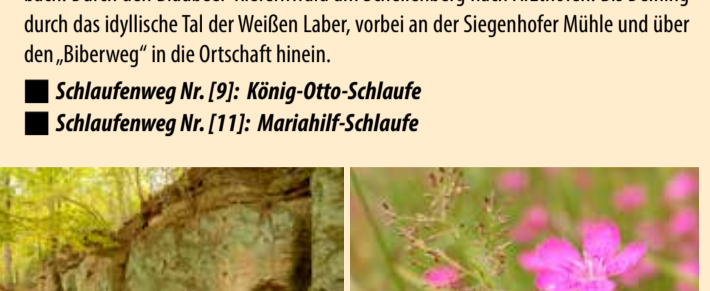 durch das idyllische Tal der Weißen Laber, vorbei an der Siegenhofer Mühle und über
den „Biberweg“ in die Ortschaft hinein.
Schlaufenweg Nr. [9]: König-Otto-Schlaufe
Schlaufenweg Nr. [11]: Mariahilf-Schlaufe